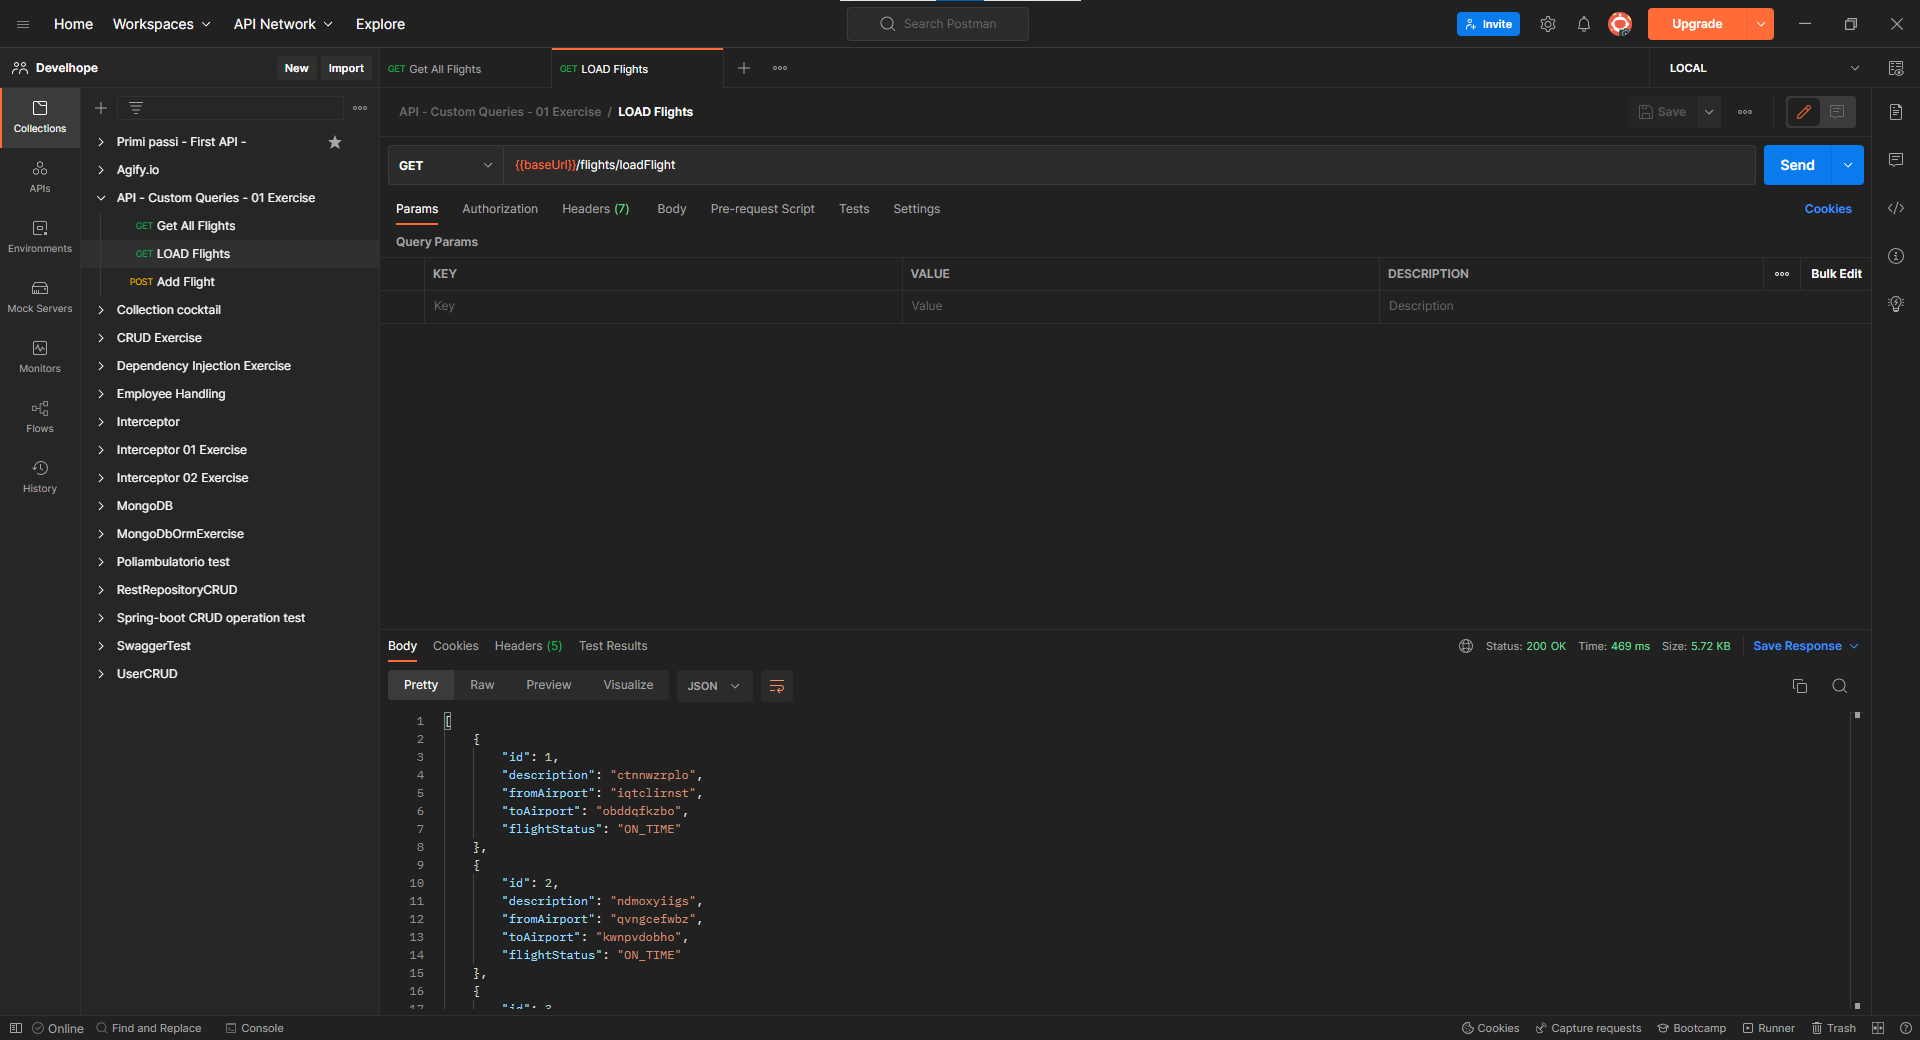 Home Workspaces API Network Explore Search Postman Invite Upgrade
Develhope New Import GET Get All Flights GET LOAD Flights LOCAL
API - Custom Queries - 01 Exercise / LOAD Flights Save
Collections
APIs
Environments
Mock Servers
Monitors
Flows
History
Primi passi - First API -
Agify.io
API - Custom Queries - 01 Exercise
GET Get All Flights
GET LOAD Flights
POST Add Flight
Collection cocktail
CRUD Exercise
Dependency Injection Exercise
Employee Handling
Interceptor
Interceptor 01 Exercise
Interceptor 02 Exercise
MongoDB
MongoDbOrmExercise
Poliambulatorio test
RestRepositoryCRUD
Spring-boot CRUD operation test
SwaggerTest
UserCRUD
GET {{baseUrl}}/flights/loadFlight Send
Params Authorization Headers (7) Body Pre-request Script Tests Settings Cookies
Query Params
KEY VALUE DESCRIPTION Bulk Edit
Key Value Description
Body Cookies Headers (5) Test Results Status: 200 OK Time: 469 ms Size: 5.72 KB Save Response
Pretty Raw Preview Visualize JSON
1 [
2 {
3 "id": 1,
4 "description": "ctnnwzrplo",
5 "fromAirport": "iqtclirnst",
6 "toAirport": "obddqfkzbo",
7 "flightStatus": "ON_TIME"
8 },
9 {
10 "id": 2,
11 "description": "ndmoxyiigs",
12 "fromAirport": "qvngcefwbz",
13 "toAirport": "kwnpvdobho",
14 "flightStatus": "ON_TIME"
15 },
16 {
17 "id": 3
Online Find and Replace Console Cookies Capture requests Bootcamp Runner Trash